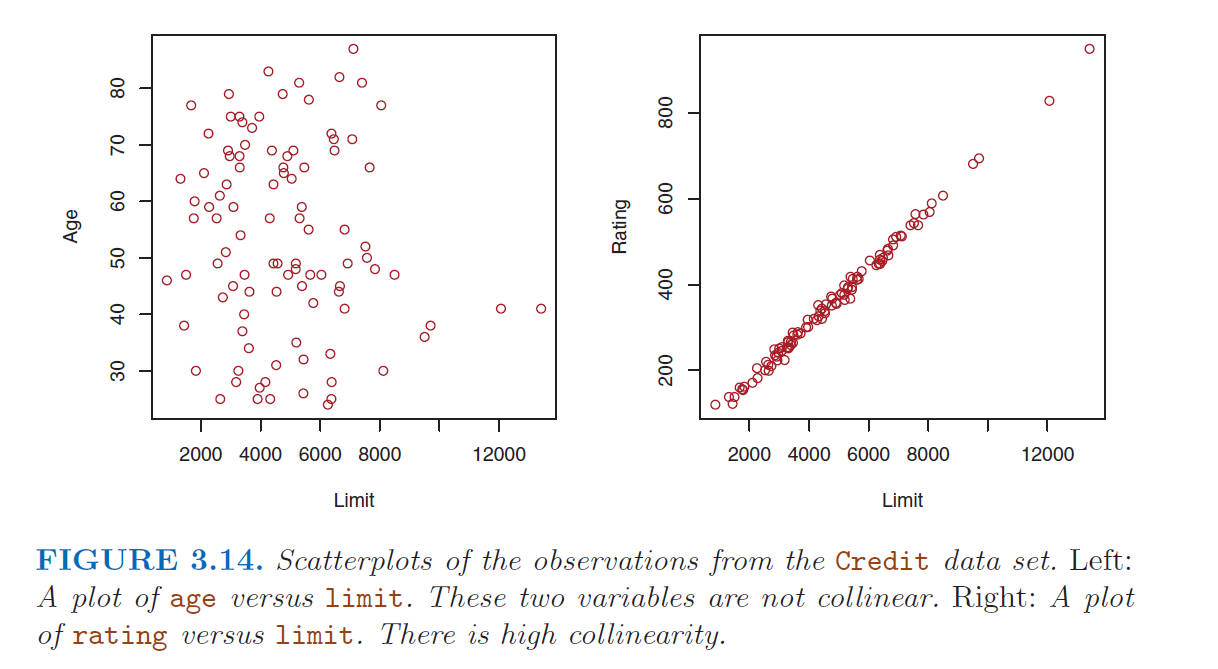 Age
80
70
60
50
40
30
2000 4000 6000 8000 12000
Limit
Rating
800
600
400
200
2000 4000 6000 8000 12000
Limit
FIGURE 3.14. Scatterplots of the observations from the Credit data set. Left:
A plot of age versus limit. These two variables are not collinear. Right: A plot
of rating versus limit. There is high collinearity.